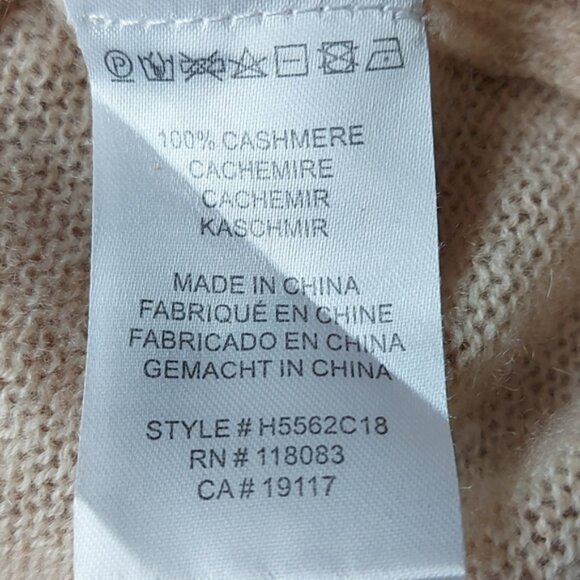 P
100% CASHMERE
CACHEMIRE
CACHEMIR
KASCHMIR
MADE IN CHINA
FABRIQUÉ EN CHINE
FABRICADO EN CHINA
GEMACHT IN CHINA
STYLE # H5562C18
RN # 118083
CA # 19117